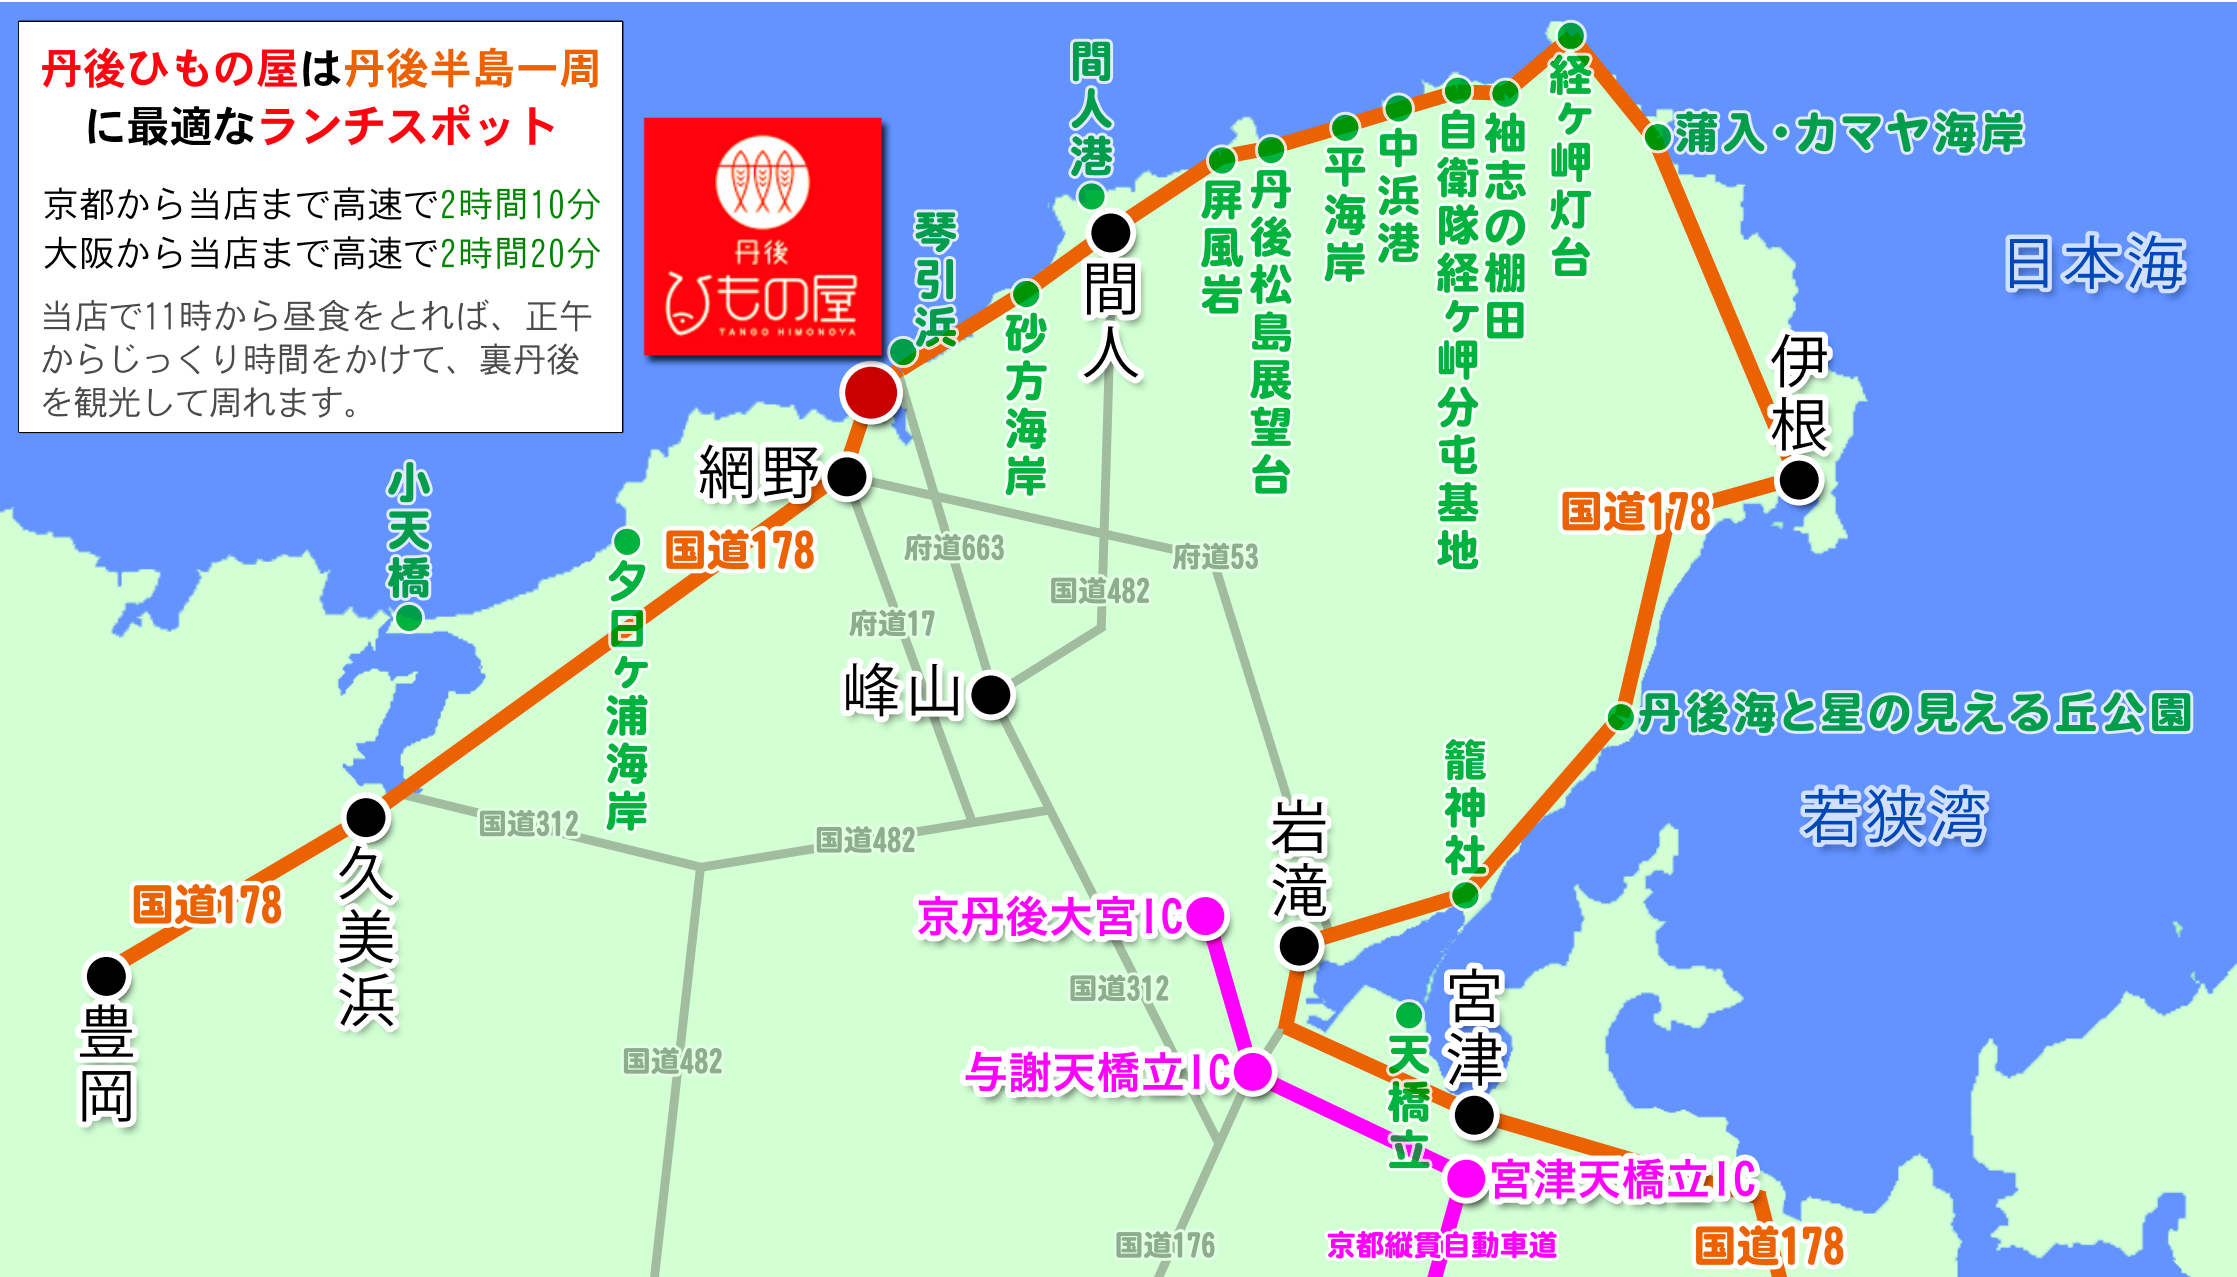 丹後ひもの屋は丹後半島一周
に最適なランチスポット
京都から当店まで高速で2時間10分
大阪から当店まで高速で2時間20分
当店で11時から昼食をとれば、正午
からじっくり時間をかけて、裏丹後
を観光して周れます。
丹後
ひもの屋
TANGO HIMONOYA
間人港
琴引浜
砂方海岸
間人
屏風岩
丹後松島展望台
平海岸
中浜港
自衛隊経ヶ岬分屯基地
袖志の棚田
経ヶ岬灯台
蒲入・カマヤ海岸
日本海
伊根
国道178
小天橋
網野
国道178
夕日ヶ浦海岸
府道663
府道53
国道482
府道17
峰山
丹後海と星の見える丘公園
籠神社
若狭湾
岩滝
国道312
国道482
久美浜
国道178
豊岡
京丹後大宮IC
国道312
宮津
天橋立
与謝天橋立IC
国道482
宮津天橋立IC
国道176
京都縦貫自動車道
国道178